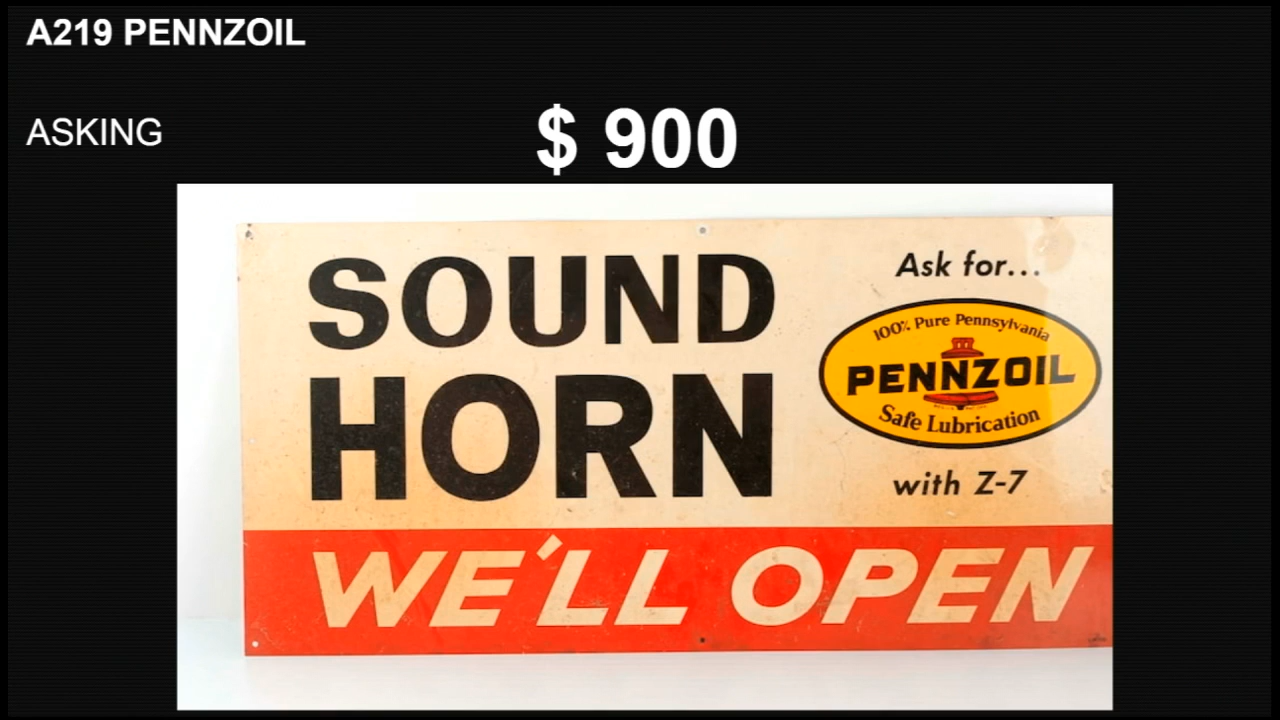 A219 PENNZOIL
ASKING
$ 900
SOUND
HORN
WE'LL OPEN
Ask for...
100% Pure Pennsylvania
PENNZOIL
Safe Lubrication
with Z-7